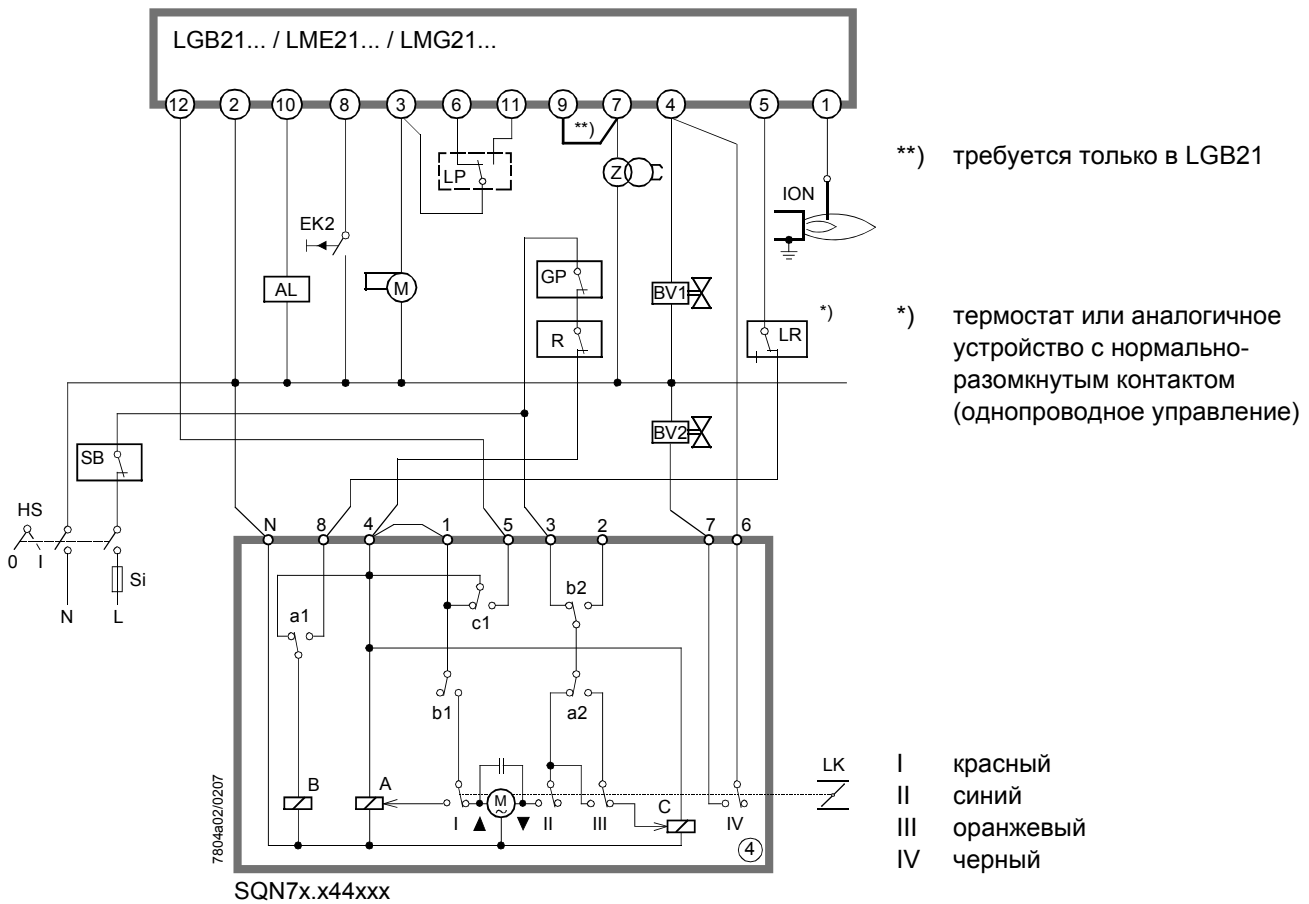 LGB21... / LME21... / LMG21...
12 2 10 8 3 6 11 9 7 4 5 1
**)
**) требуется только в LGB21
LP
Z
ION
EK2
AL
M
GP
R
BV1
LR
*)
*) термостат или аналогичное
устройство с нормально-
разомкнутым контактом
(однопроводное управление)
BV2
SB
HS
0 I
Si
N L
N 8 4 1 5 3 2 7 6
a1
c1
b2
b1
a2
B
A
M
~
C
I II III IV
4
LK
I красный
II синий
III оранжевый
IV черный
7804a02/0207
SQN7x.x44xxx